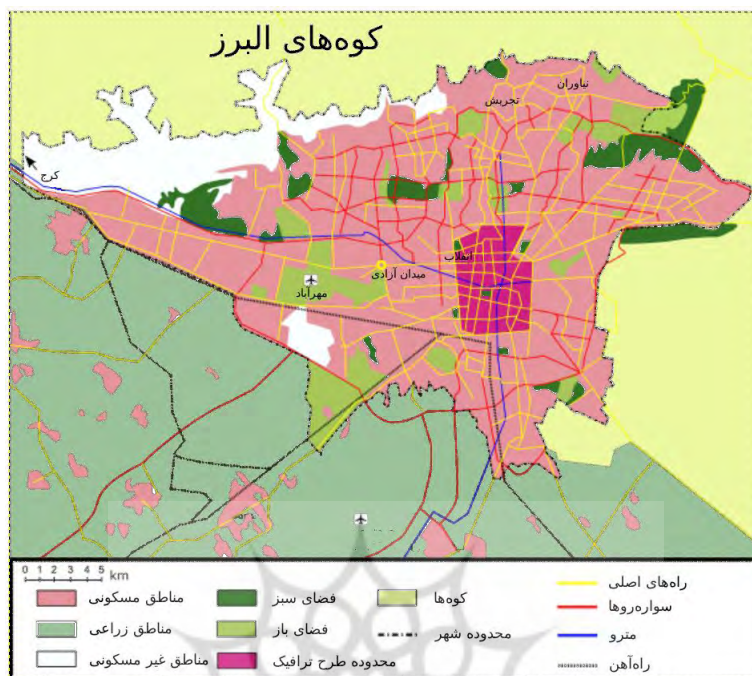 کوه‌های البرز
نیاوران
تجریش
کرج
انقلاب
میدان آزادی
مهرآباد
0 1 2 3 4 5 km
مناطق مسکونی
فضای سبز
کوه‌ها
راه‌های اصلی
سواره‌روها
مناطق زراعی
فضای باز
محدوده شهر
مترو
مناطق غیر مسکونی
محدوده طرح ترافیک
راه‌آهن